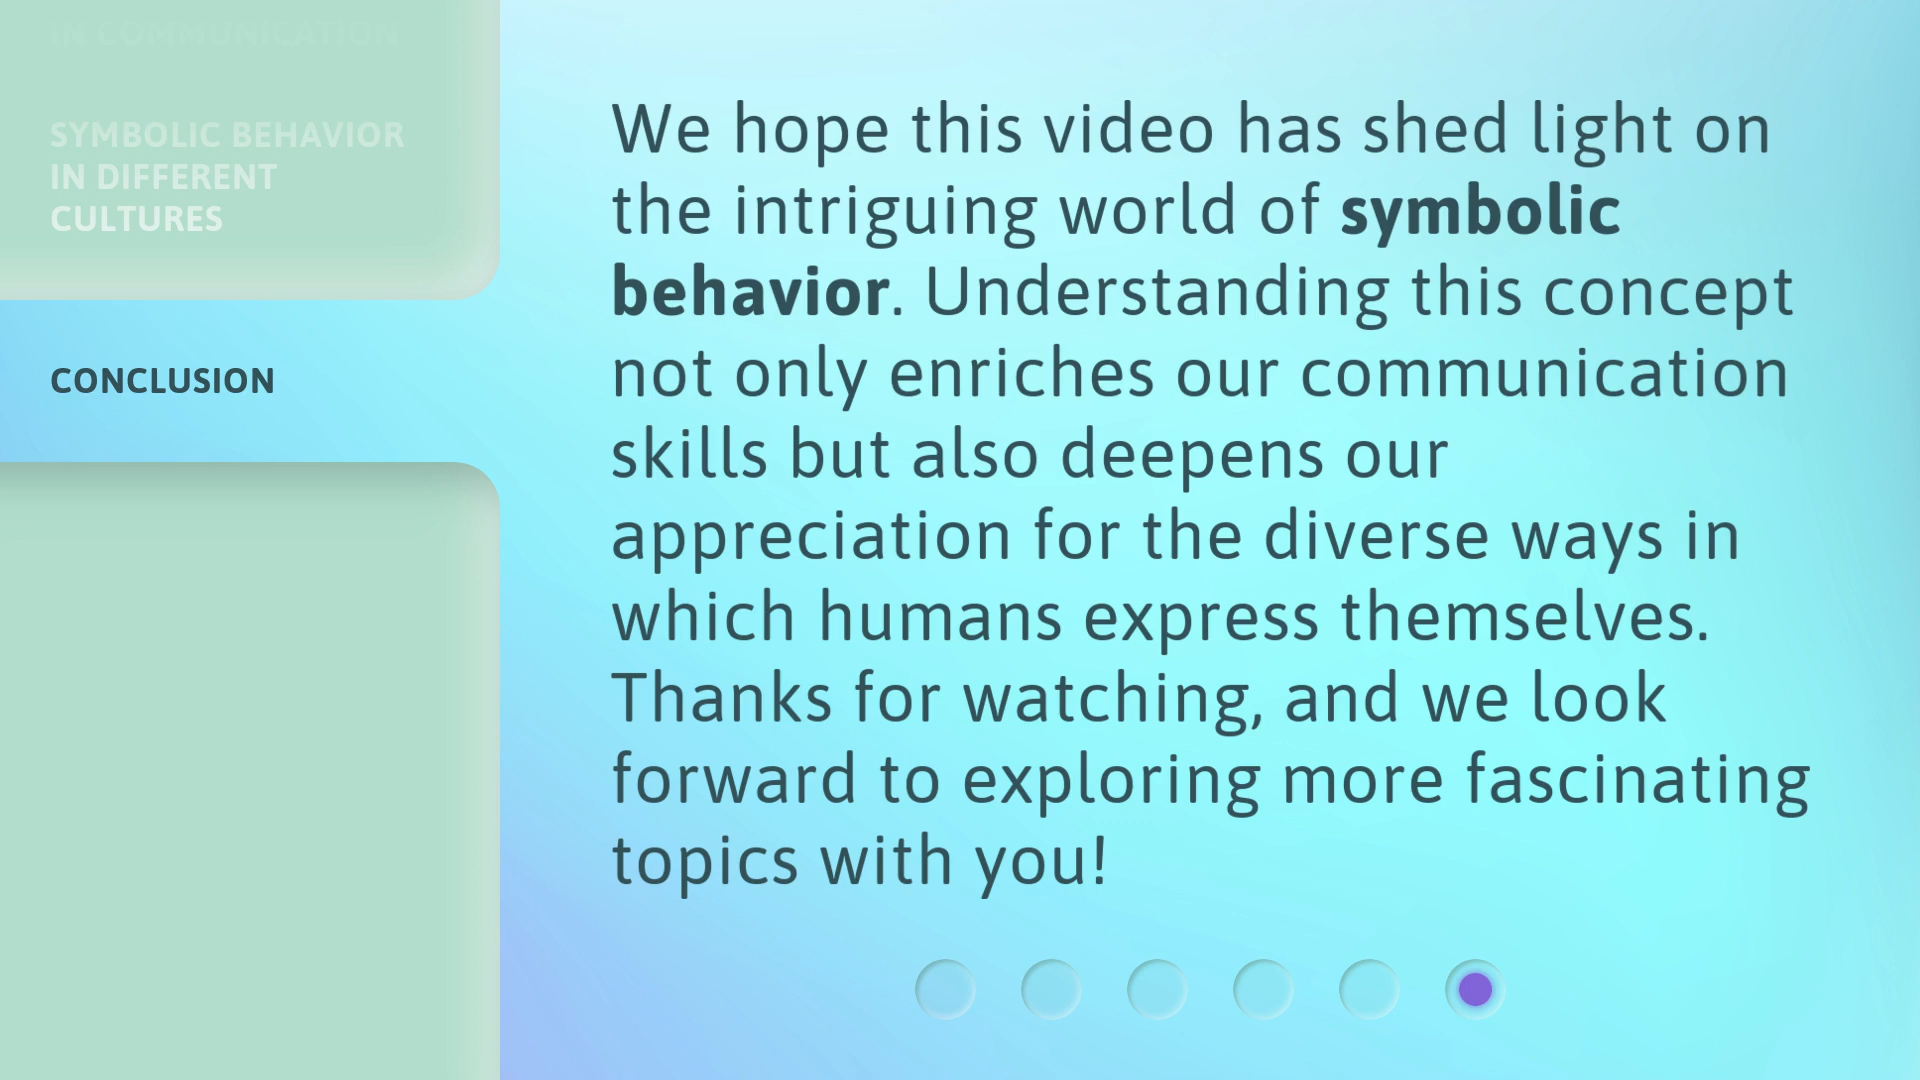 IN COMMUNICATION
SYMBOLIC BEHAVIOR
IN DIFFERENT
CULTURES
CONCLUSION
We hope this video has shed light on
the intriguing world of symbolic
behavior. Understanding this concept
not only enriches our communication
skills but also deepens our
appreciation for the diverse ways in
which humans express themselves.
Thanks for watching, and we look
forward to exploring more fascinating
topics with you!